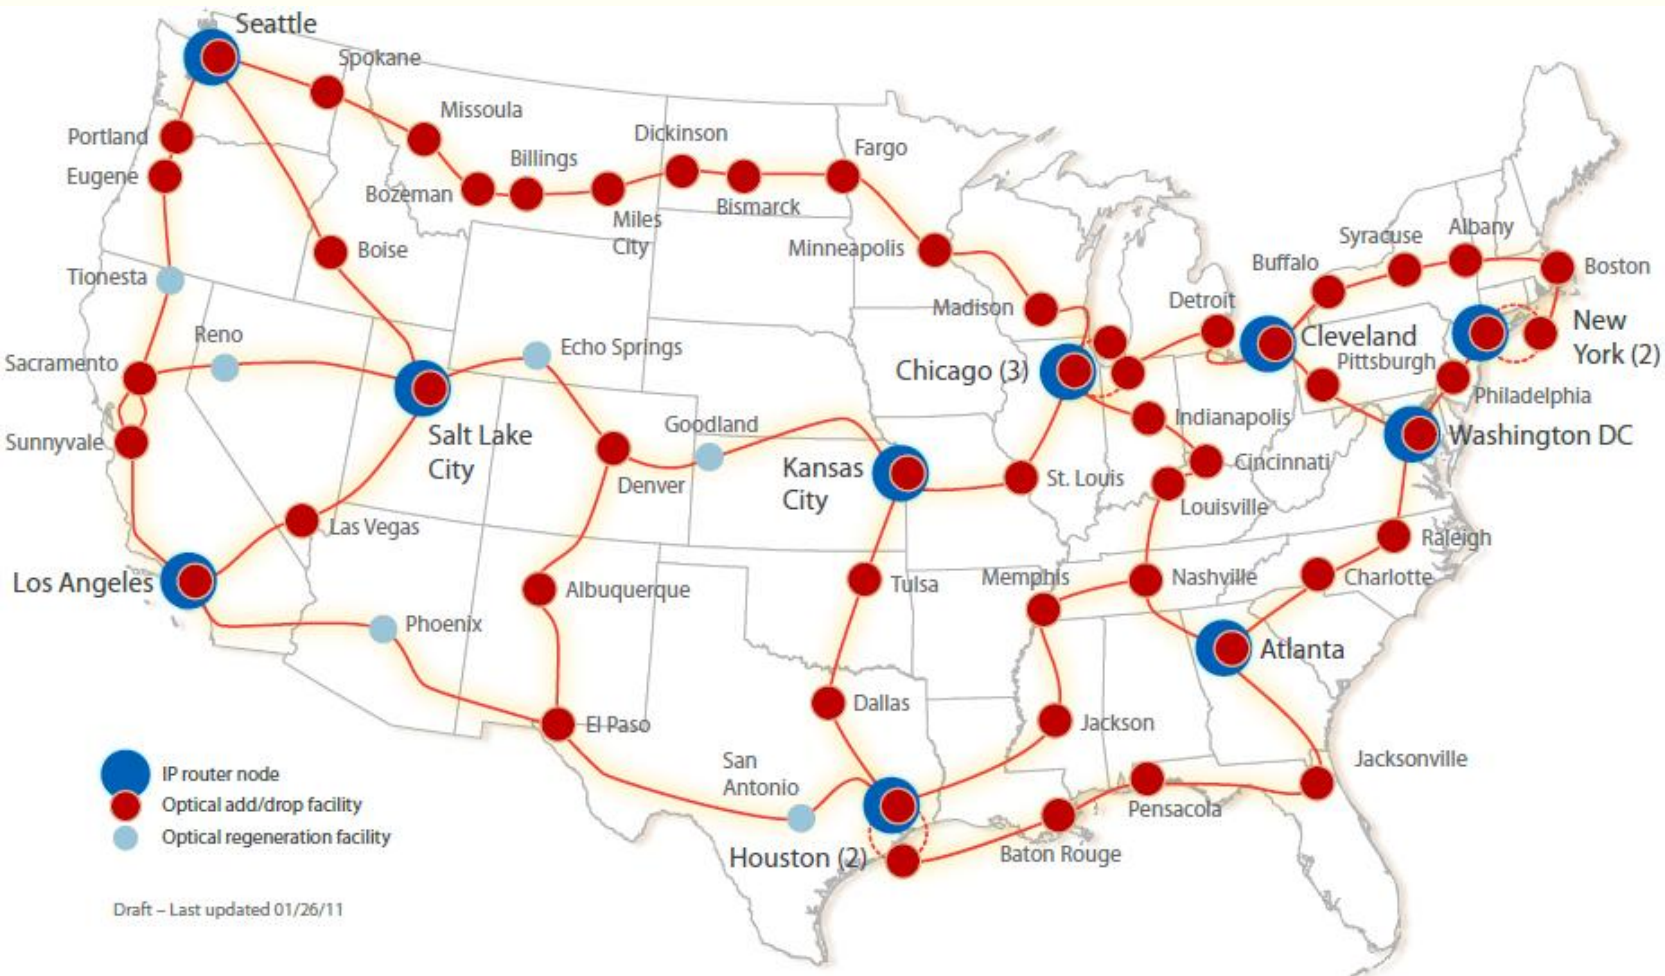 Seattle
Spokane
Missoula
Portland
Dickinson
Fargo
Billings
Eugene
Bozeman
Bismarck
Miles
City
Boise
Minneapolis
Syracuse
Albany
Buffalo
Boston
Tionesta
Madison
Detroit
Reno
Echo Springs
Cleveland
New
York (2)
Sacramento
Chicago (3)
Pittsburgh
Philadelphia
Goodland
Indianapolis
Salt Lake
City
Washington DC
Sunnyvale
Kansas
City
Cincinnati
Denver
St. Louis
Louisville
Las Vegas
Raleigh
Los Angeles
Albuquerque
Tulsa
Memphis
Nashville
Charlotte
Phoenix
Atlanta
Dallas
El Paso
Jackson
San
Antonio
Jacksonville
IP router node
Optical add/drop facility
Pensacola
Optical regeneration facility
Houston (2)
Baton Rouge
Draft – Last updated 01/26/11